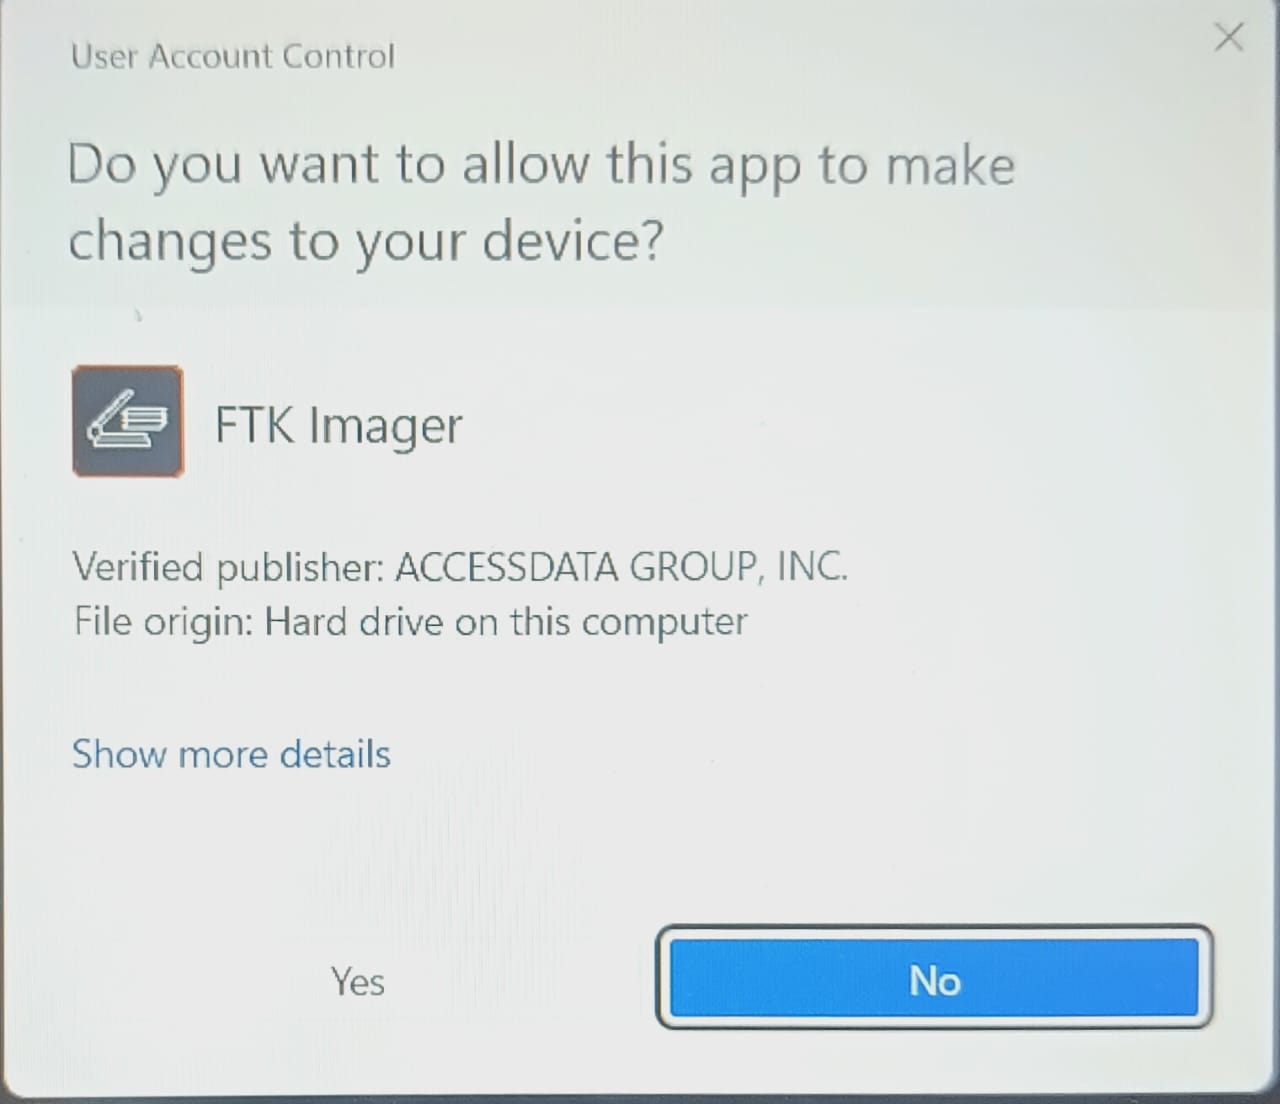 User Account Control
Do you want to allow this app to make
changes to your device?
FTK Imager
Verified publisher: ACCESSDATA GROUP, INC.
File origin: Hard drive on this computer
Show more details
Yes
No